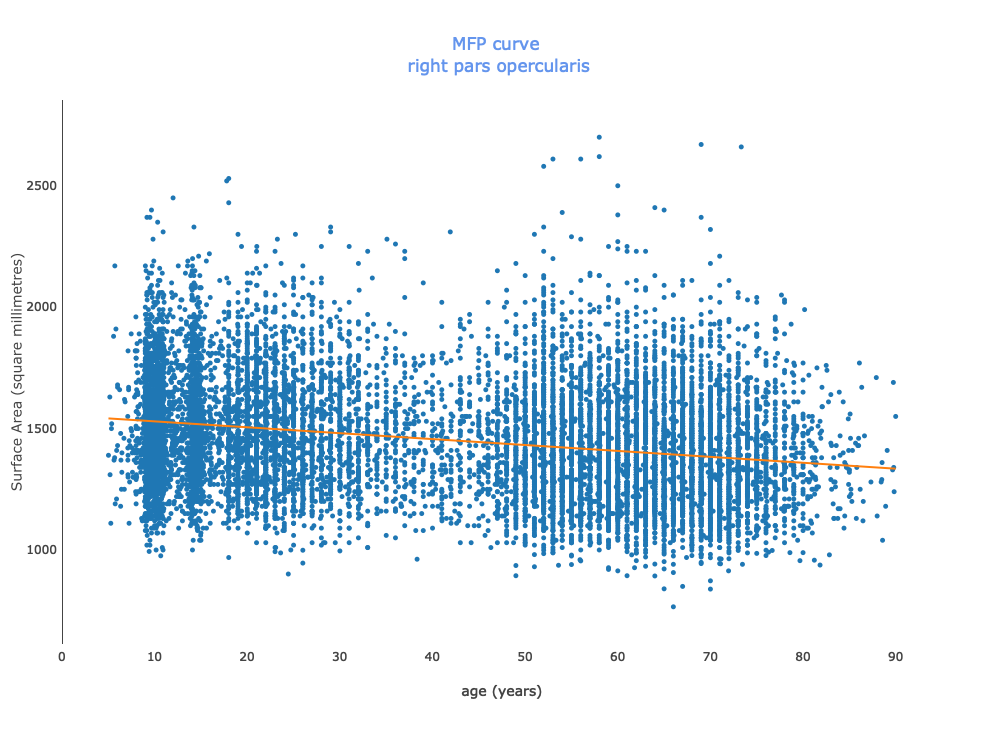 MFP curve
right pars opercularis
Surface Area (square millimetres)
2500
2000
1500
1000
0 10 20 30 40 50 60 70 80 90
age (years)